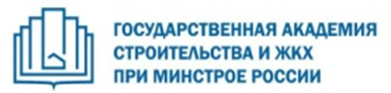 ГОСУДАРСТВЕННАЯ АКАДЕМИЯ
СТРОИТЕЛЬСТВА И ЖКХ
ПРИ МИНСТРОЕ РОССИИ